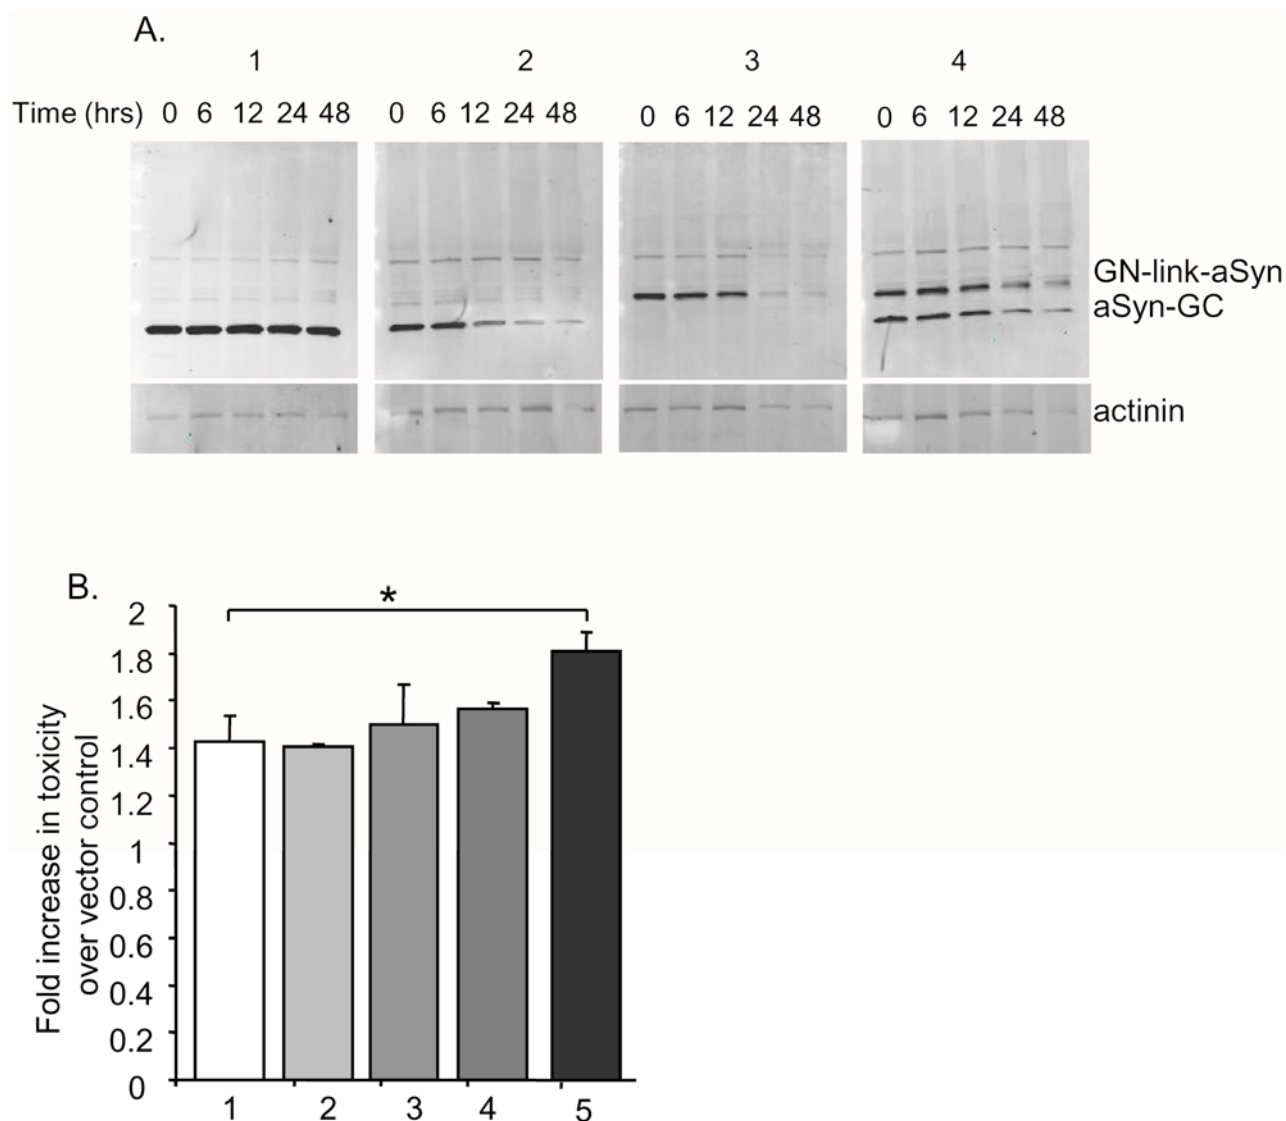 A.
1 2 3 4
Time (hrs) 0 6 12 24 48 0 6 12 24 48 0 6 12 24 48 0 6 12 24 48
GN-link-aSyn
aSyn-GC
actinin
B.
*
Fold increase in toxicity
over vector control
2
1.8
1.6
1.4
1.2
1
0.8
0.6
0.4
0.2
0
1 2 3 4 5